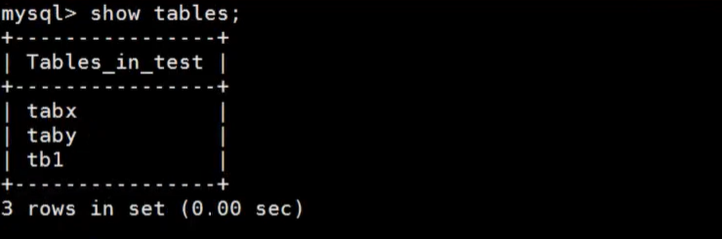 mysql> show tables;
+----------------+
| Tables_in_test |
+----------------+
| tabx           |
| taby           |
| tb1            |
+----------------+
3 rows in set (0.00 sec)